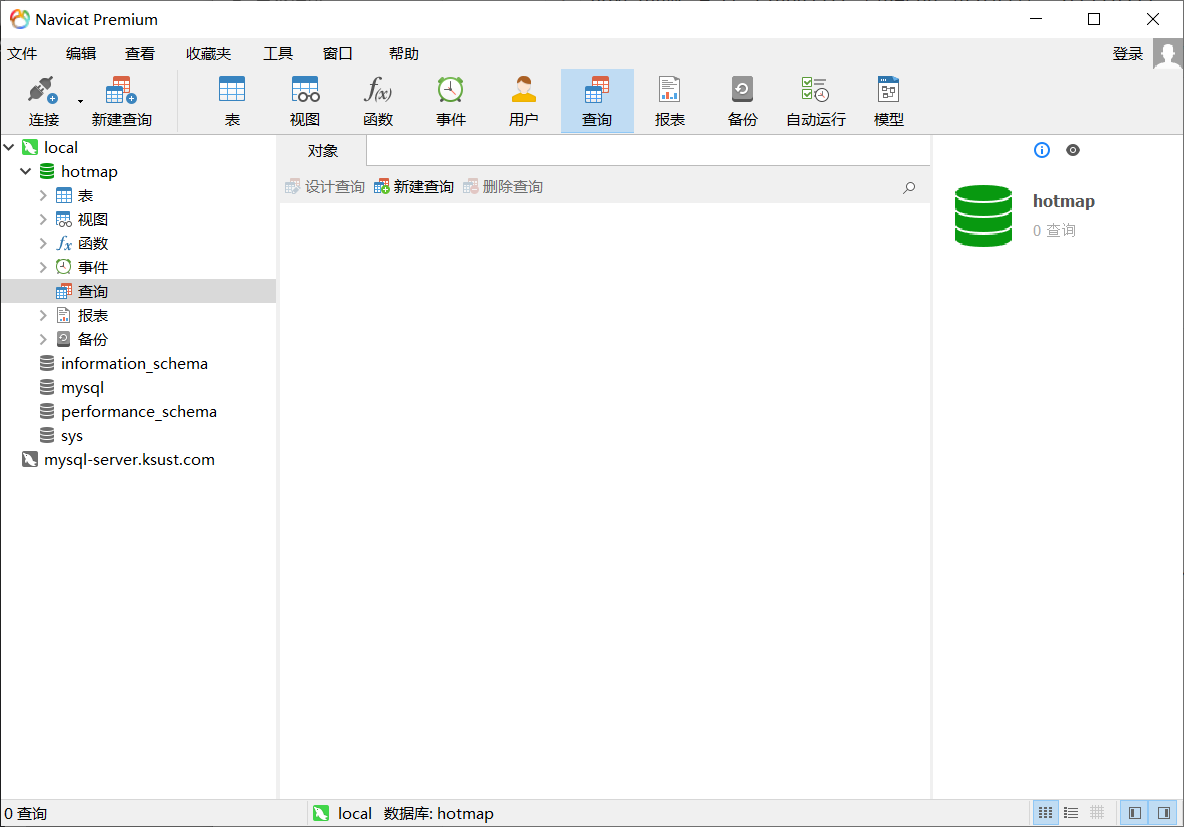 Navicat Premium
文件 编辑 查看 收藏夹 工具 窗口 帮助 登录
连接 新建查询 表 视图 函数 事件 用户 查询 报表 备份 自动运行 模型
local
hotmap
表
视图
函数
事件
查询
报表
备份
information_schema
mysql
performance_schema
sys
mysql-server.ksust.com
对象
设计查询 新建查询 删除查询
hotmap
0 查询
0 查询 local 数据库: hotmap